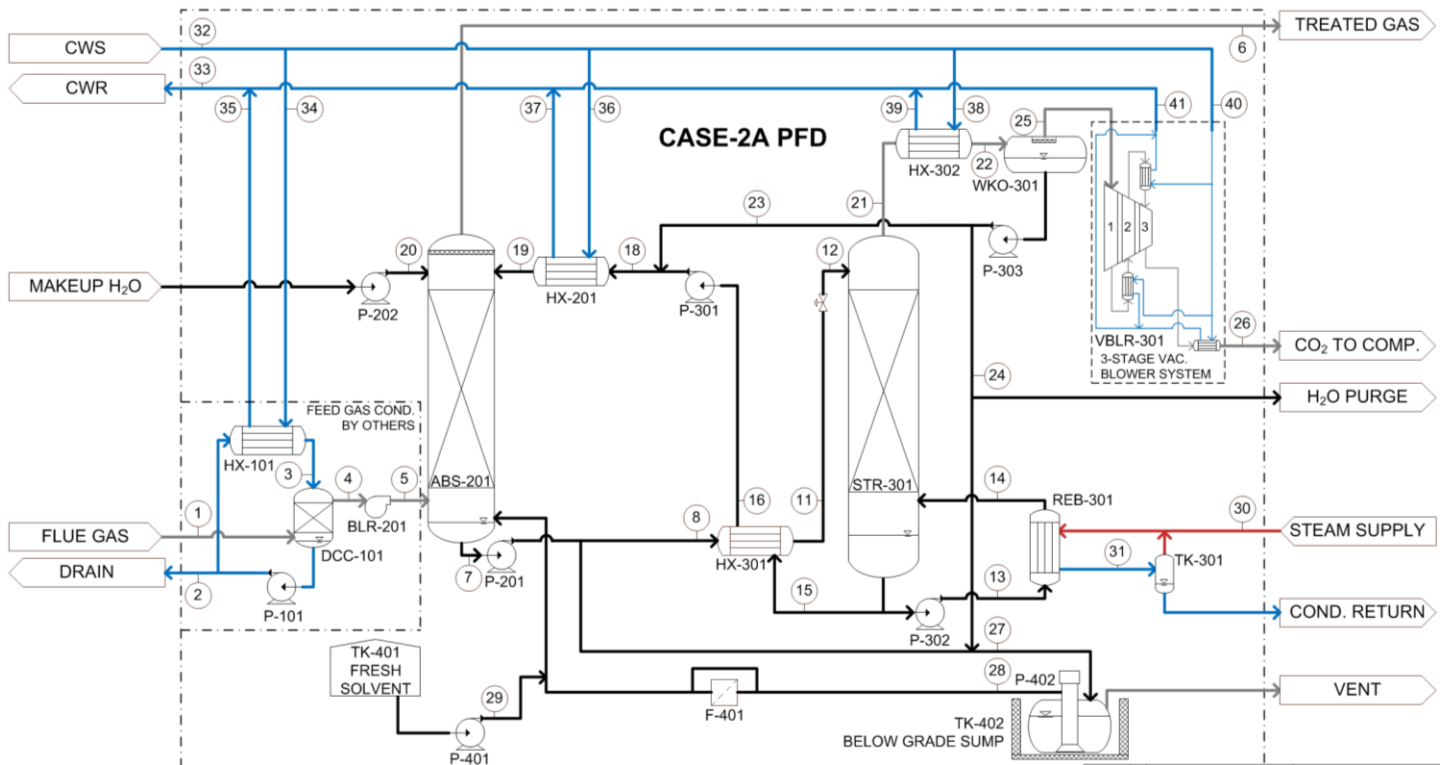 TREATED GAS
6
CWS
32
CWR
33
35
34
37
36
39
38
41
40
CASE-2A PFD
HX-302
22
25
WKO-301
21
23
12
P-303
1
2
3
MAKEUP H₂O
20
P-202
19
HX-201
18
P-301
VBLR-301
3-STAGE VAC.
BLOWER SYSTEM
26
CO₂ TO COMP.
24
H₂O PURGE
FEED GAS COND.
BY OTHERS
HX-101
3
4
5
BLR-201
ABS-201
16
11
STR-301
14
REB-301
30
STEAM SUPPLY
FLUE GAS
1
DCC-101
8
HX-301
31
TK-301
DRAIN
2
P-101
7
P-201
15
P-302
13
COND. RETURN
TK-401
FRESH
SOLVENT
27
28
P-402
VENT
29
F-401
P-401
TK-402
BELOW GRADE SUMP